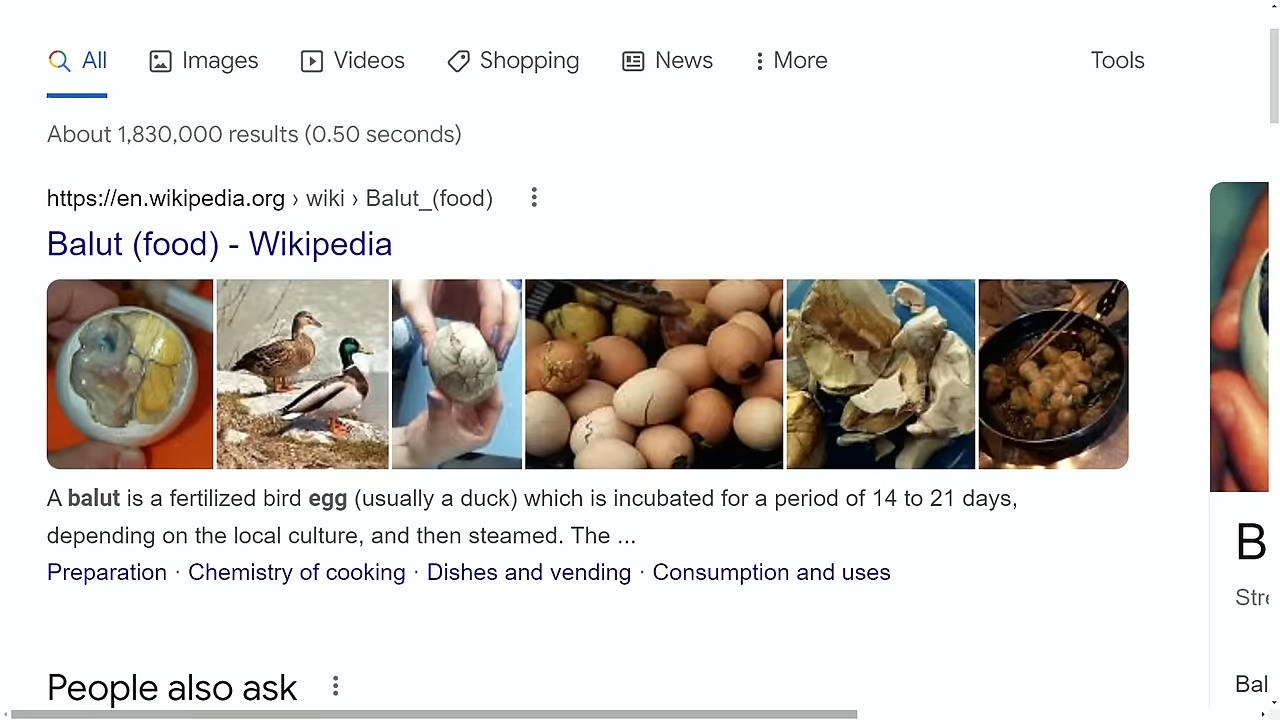 All Images Videos Shopping News More Tools
About 1,830,000 results (0.50 seconds)
https://en.wikipedia.org › wiki › Balut_(food)
Balut (food) - Wikipedia
A balut is a fertilized bird egg (usually a duck) which is incubated for a period of 14 to 21 days,
depending on the local culture, and then steamed. The ...
Preparation · Chemistry of cooking · Dishes and vending · Consumption and uses
People also ask
B
Stre
Bal